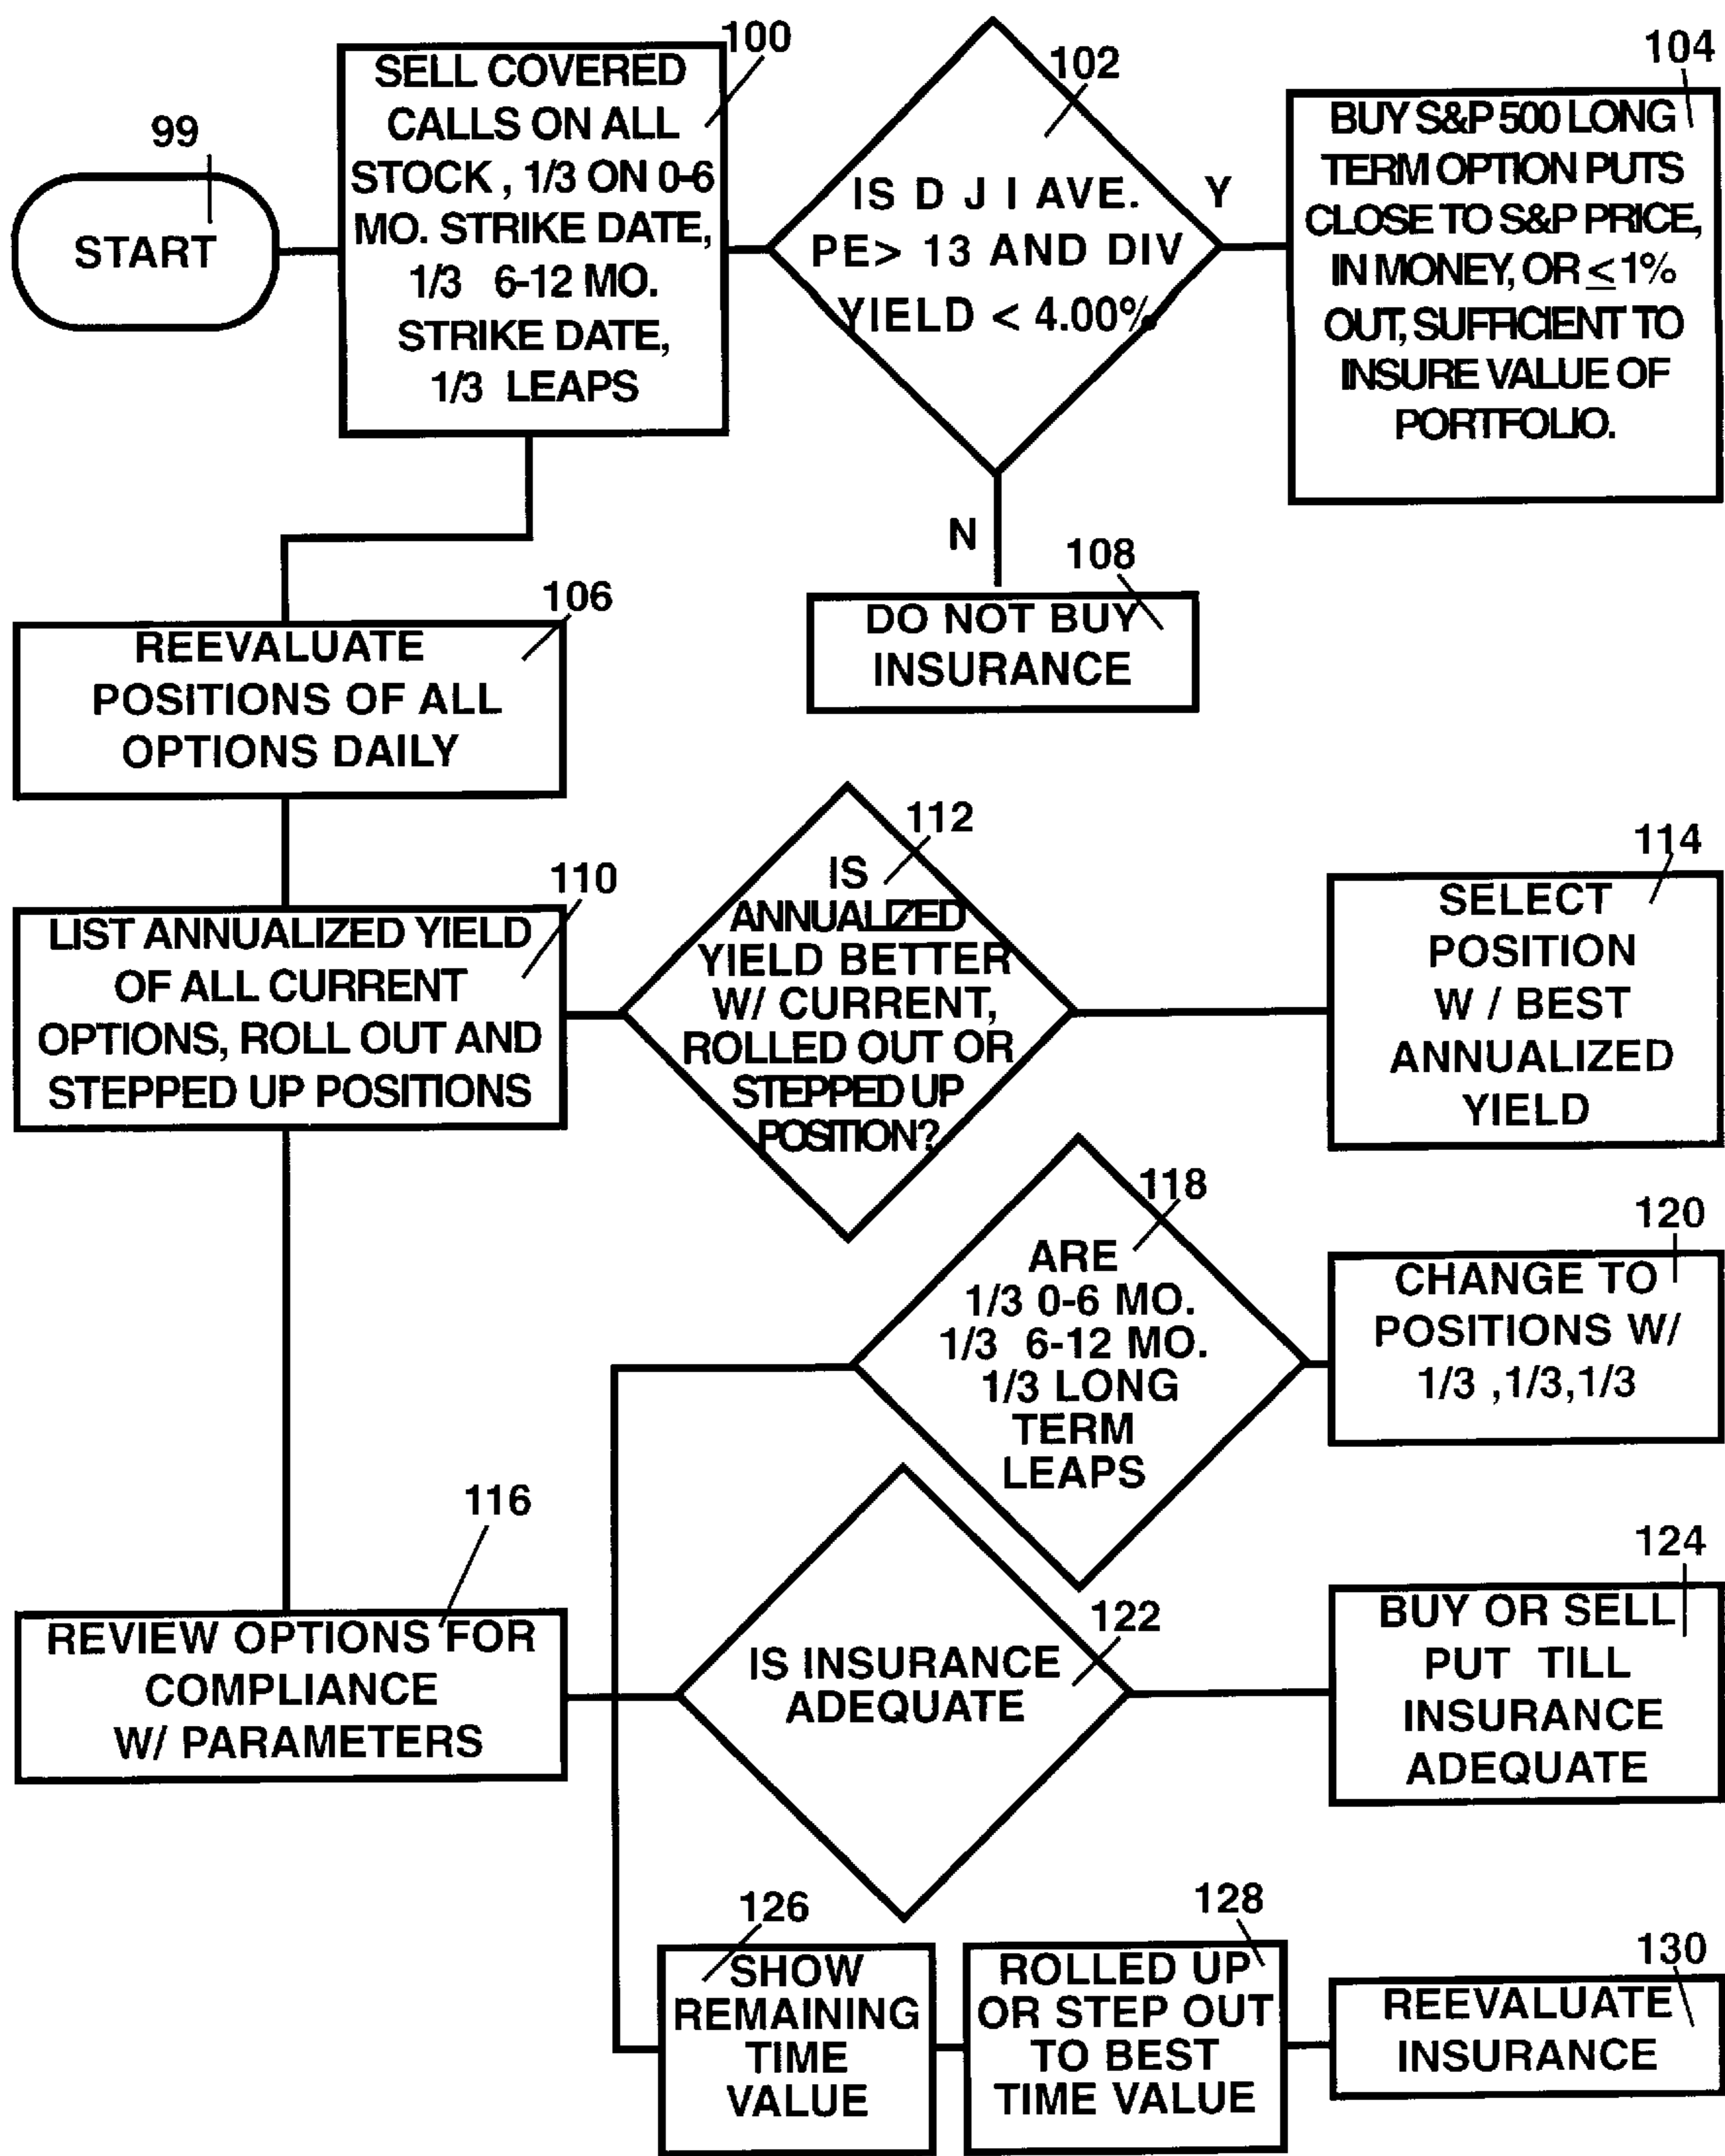 99
START
100
SELL COVERED
CALLS ON ALL
STOCK , 1/3 ON 0-6
MO. STRIKE DATE,
1/3 6-12 MO.
STRIKE DATE,
1/3 LEAPS
102
IS D J I AVE.
PE> 13 AND DIV
YIELD < 4.00%
Y
N
104
BUY S&P 500 LONG
TERM OPTION PUTS
CLOSE TO S&P PRICE,
IN MONEY, OR ≤ 1%
OUT, SUFFICIENT TO
INSURE VALUE OF
PORTFOLIO.
108
DO NOT BUY
INSURANCE
106
REEVALUATE
POSITIONS OF ALL
OPTIONS DAILY
110
LIST ANNUALIZED YIELD
OF ALL CURRENT
OPTIONS, ROLL OUT AND
STEPPED UP POSITIONS
112
IS
ANNUALIZED
YIELD BETTER
W/ CURRENT,
ROLLED OUT OR
STEPPED UP
POSITION?
114
SELECT
POSITION
W / BEST
ANNUALIZED
YIELD
118
ARE
1/3 0-6 MO.
1/3 6-12 MO.
1/3 LONG
TERM
LEAPS
120
CHANGE TO
POSITIONS W/
1/3 ,1/3,1/3
116
REVIEW OPTIONS FOR
COMPLIANCE
W/ PARAMETERS
122
IS INSURANCE
ADEQUATE
124
BUY OR SELL
PUT TILL
INSURANCE
ADEQUATE
126
SHOW
REMAINING
TIME
VALUE
128
ROLLED UP
OR STEP OUT
TO BEST
TIME VALUE
130
REEVALUATE
INSURANCE